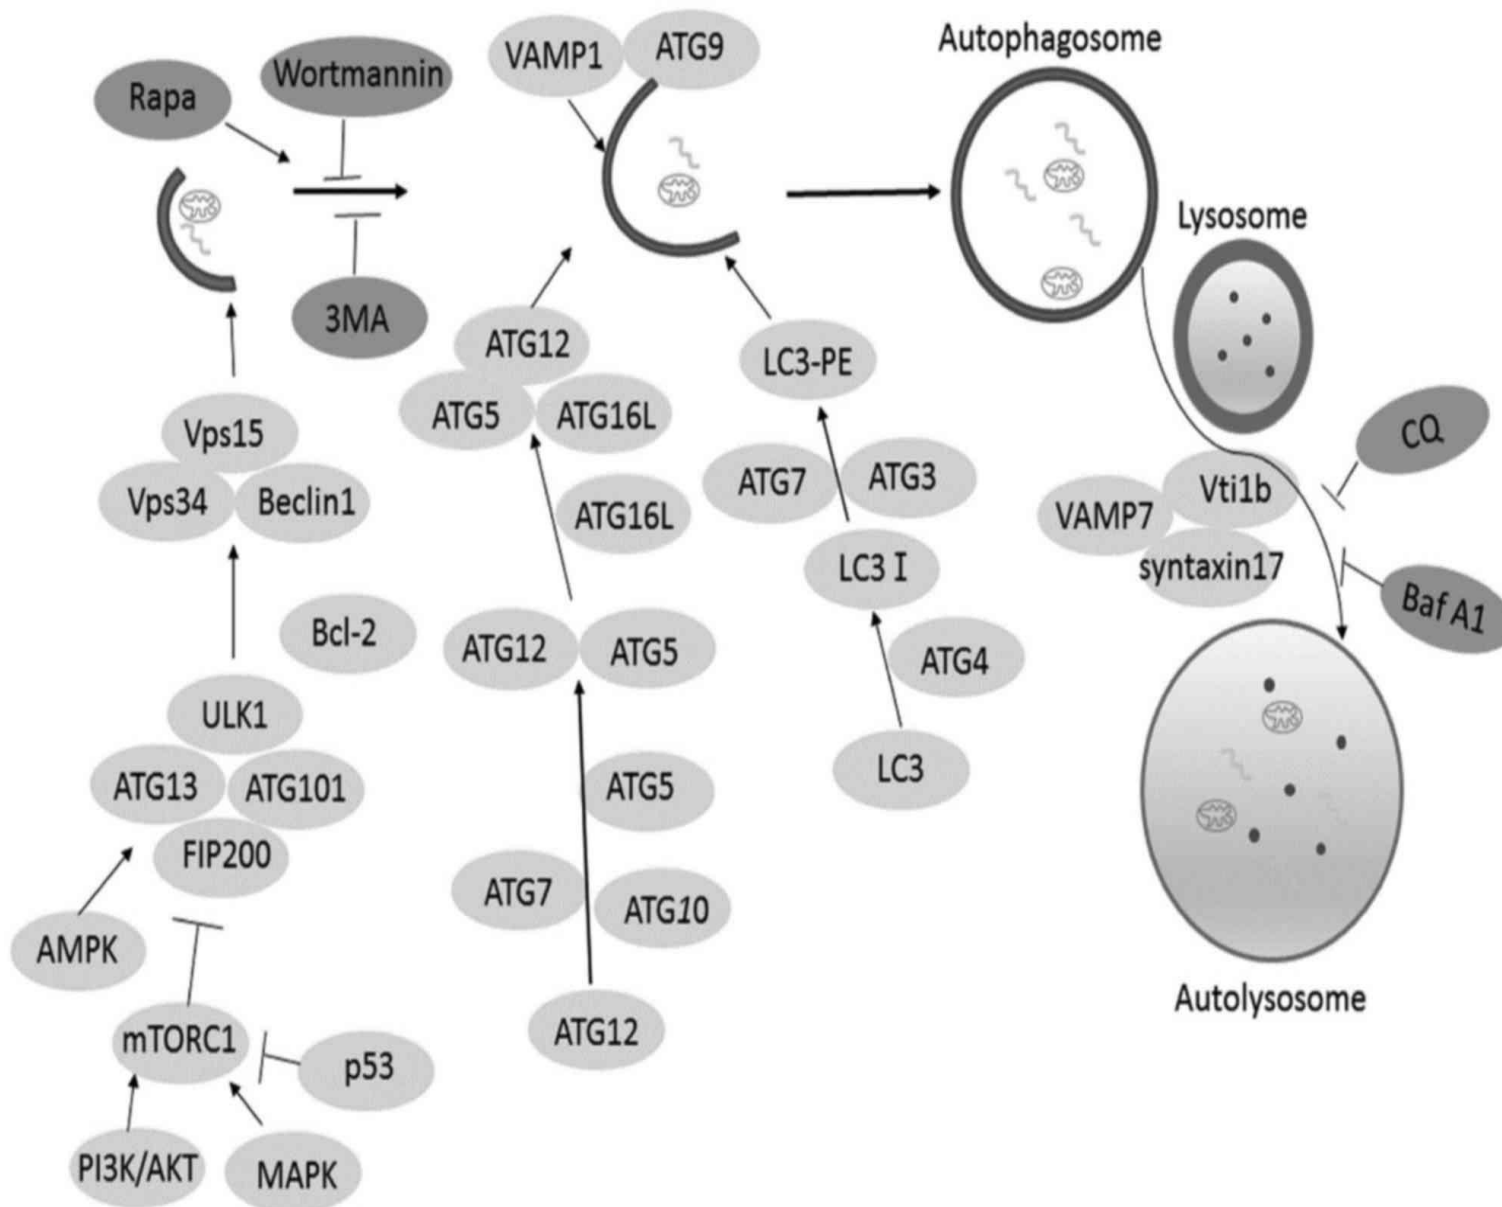 VAMP1
ATG9
Autophagosome
Wortmannin
Rapa
Lysosome
3MA
ATG12
LC3-PE
ATG5
ATG16L
Vps15
CQ
Vps34
Beclin1
ATG7
ATG3
Vti1b
ATG16L
VAMP7
LC3 I
syntaxin17
Baf A1
Bcl-2
ATG12
ATG5
ATG4
ULK1
LC3
ATG13
ATG101
ATG5
FIP200
ATG7
ATG10
AMPK
Autolysosome
mTORC1
ATG12
p53
PI3K/AKT
MAPK